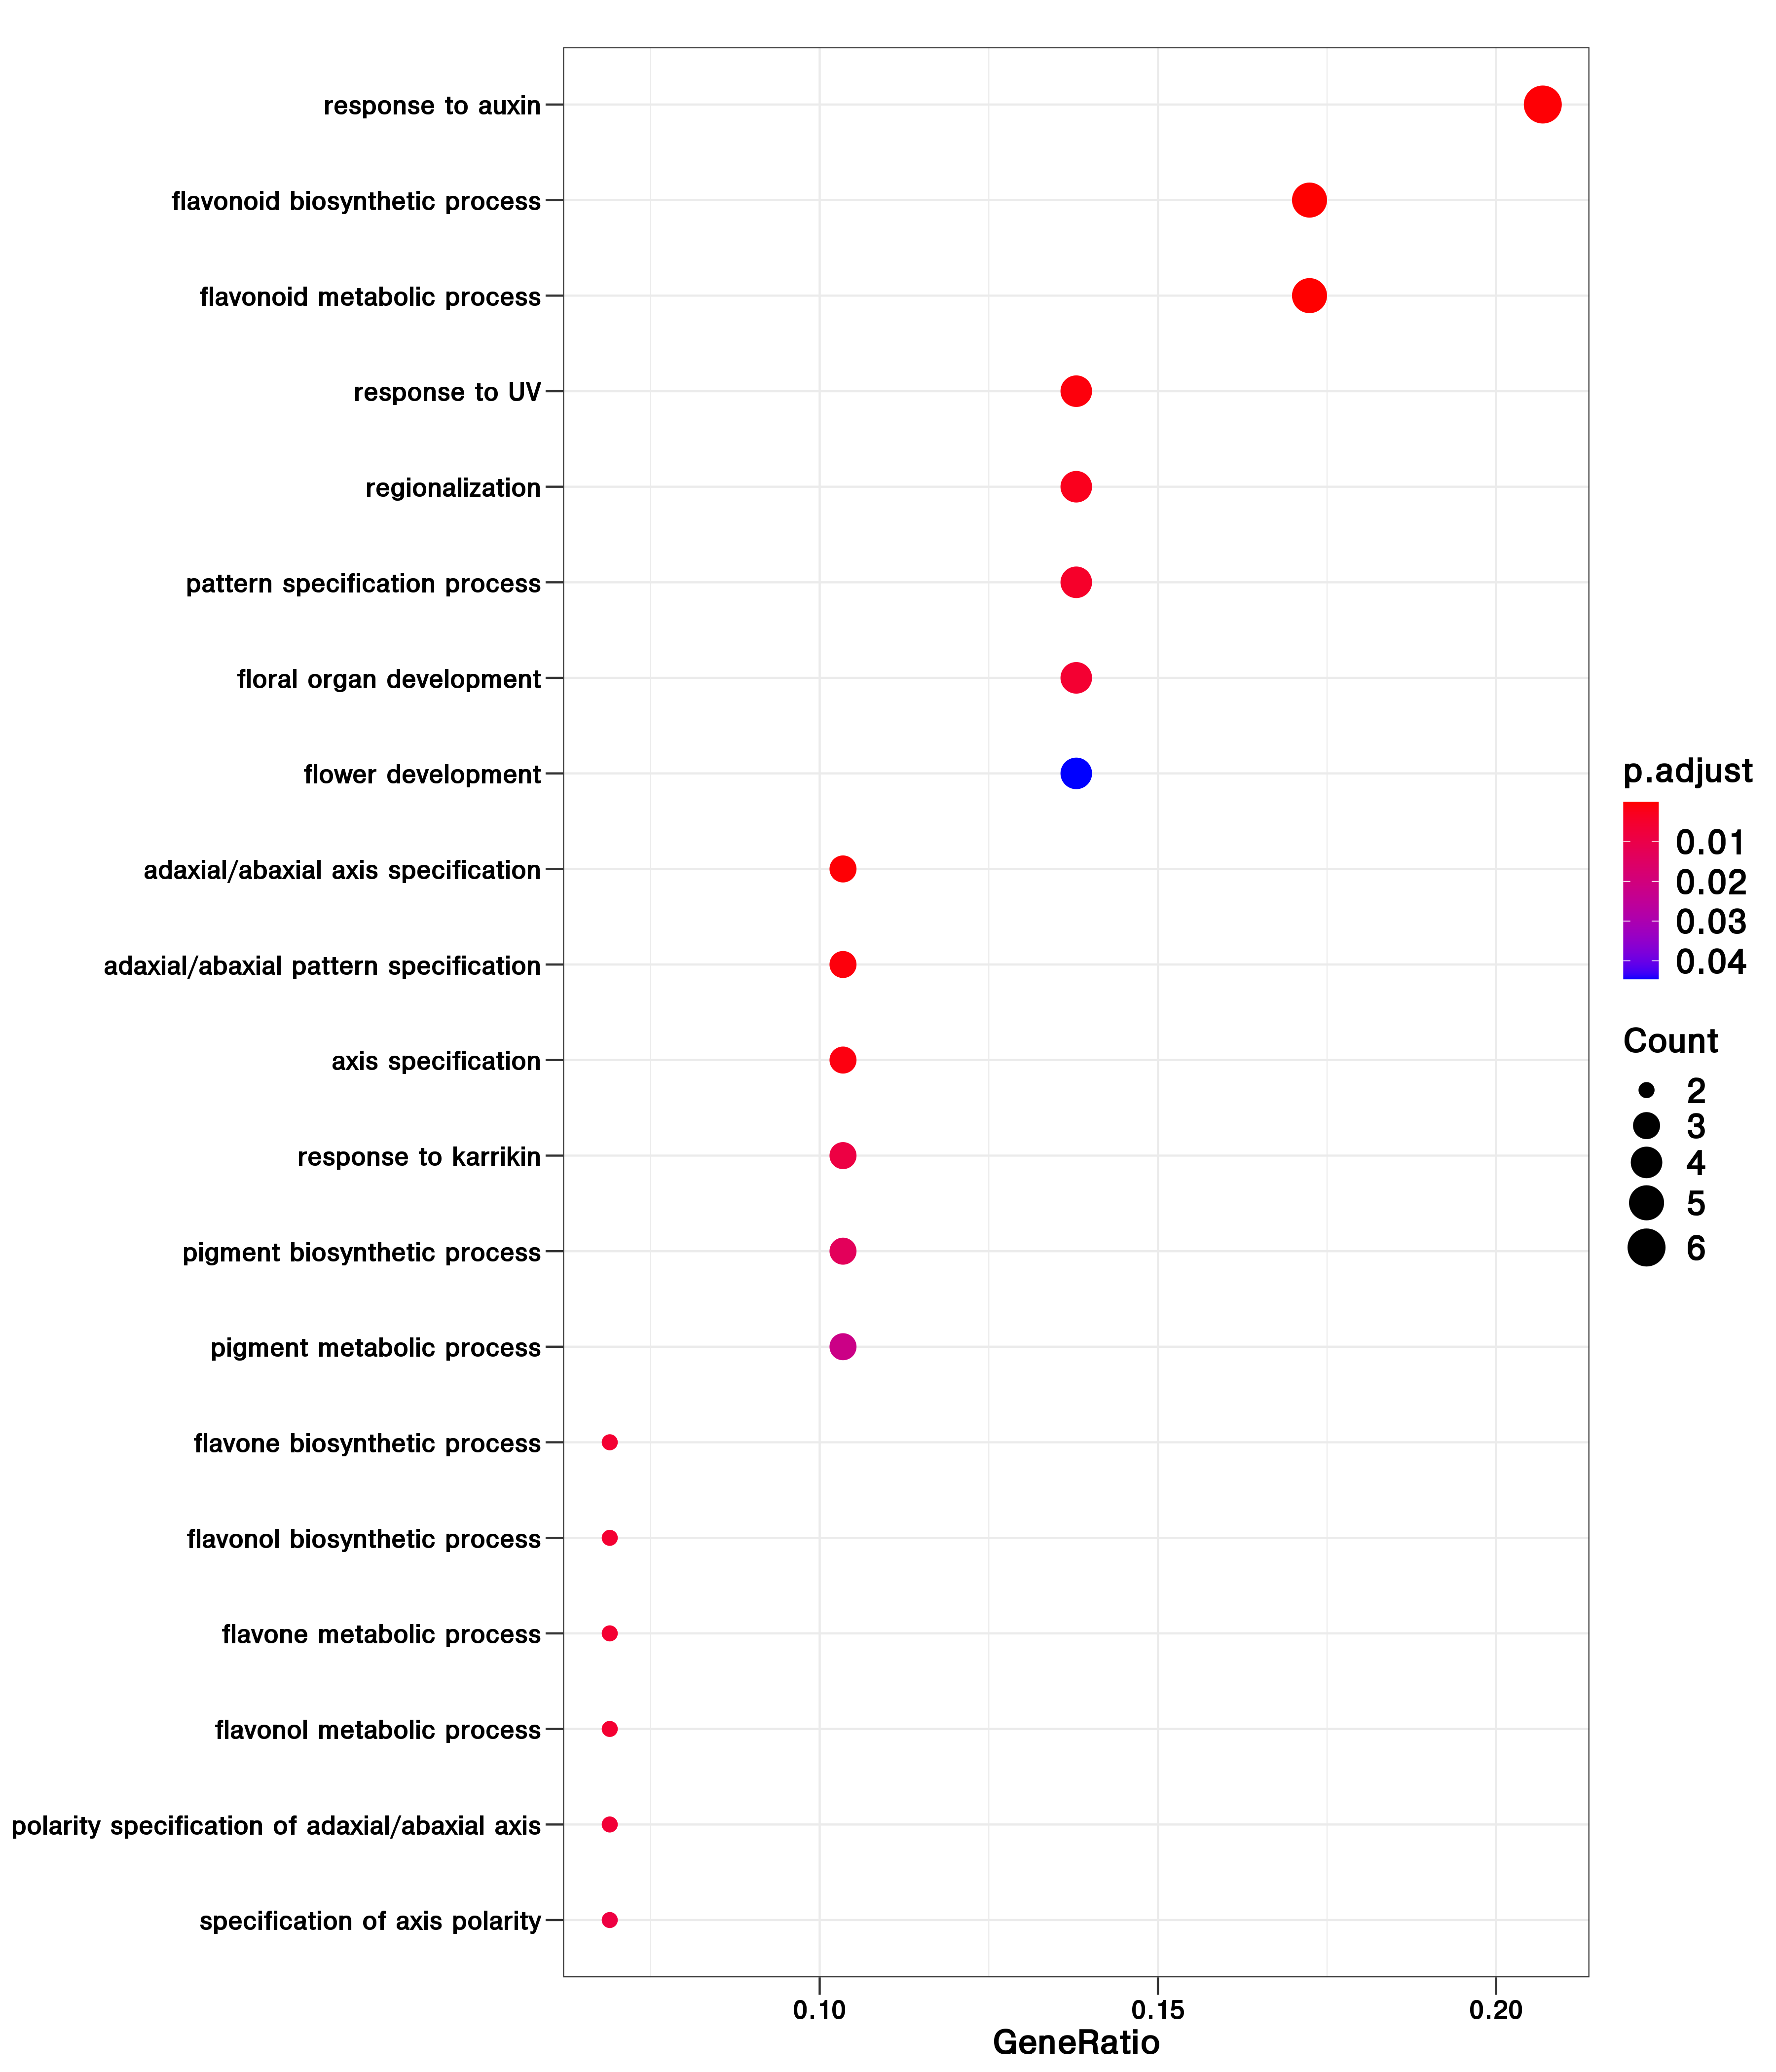 response to auxin
flavonoid biosynthetic process
flavonoid metabolic process
response to UV
regionalization
pattern specification process
floral organ development
flower development
adaxial/abaxial axis specification
adaxial/abaxial pattern specification
axis specification
response to karrikin
pigment biosynthetic process
pigment metabolic process
flavone biosynthetic process
flavonol biosynthetic process
flavone metabolic process
flavonol metabolic process
polarity specification of adaxial/abaxial axis
specification of axis polarity
0.10 0.15 0.20
GeneRatio
p.adjust
0.01
0.02
0.03
0.04
Count
2
3
4
5
6